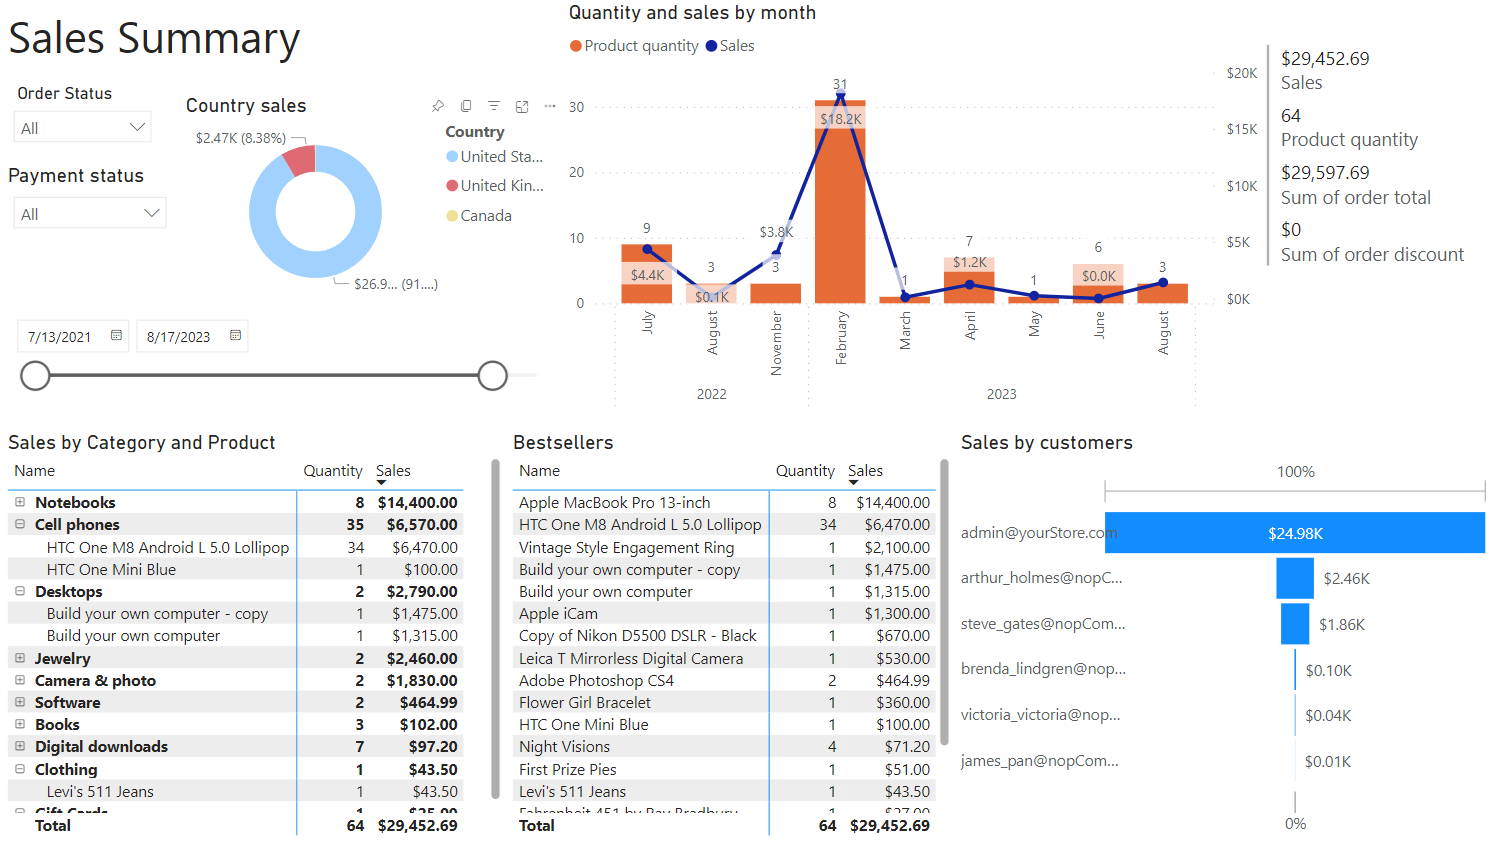 Sales Summary
Order Status
All
Payment status
All
Country sales
$2.47K (8.38%)
$26.9... (91....)
Country
United Sta...
United Kin...
Canada
7/13/2021
8/17/2023
Quantity and sales by month
Product quantity Sales
30
20
10
0
$20K
$15K
$10K
$5K
$0K
9
$4.4K
3
$0.1K
$3.8K
3
31
$18.2K
1
7
$1.2K
1
6
$0.0K
3
July
August
November
February
March
April
May
June
August
2022
2023
$29,452.69
Sales
64
Product quantity
$29,597.69
Sum of order total
$0
Sum of order discount
Sales by Category and Product
Name Quantity Sales
Notebooks 8 $14,400.00
Cell phones 35 $6,570.00
HTC One M8 Android L 5.0 Lollipop 34 $6,470.00
HTC One Mini Blue 1 $100.00
Desktops 2 $2,790.00
Build your own computer - copy 1 $1,475.00
Build your own computer 1 $1,315.00
Jewelry 2 $2,460.00
Camera & photo 2 $1,830.00
Software 2 $464.99
Books 3 $102.00
Digital downloads 7 $97.20
Clothing 1 $43.50
Levi's 511 Jeans 1 $43.50
Gift Cards 1 $25.00
Total 64 $29,452.69
Bestsellers
Name Quantity Sales
Apple MacBook Pro 13-inch 8 $14,400.00
HTC One M8 Android L 5.0 Lollipop 34 $6,470.00
Vintage Style Engagement Ring 1 $2,100.00
Build your own computer - copy 1 $1,475.00
Build your own computer 1 $1,315.00
Apple iCam 1 $1,300.00
Copy of Nikon D5500 DSLR - Black 1 $670.00
Leica T Mirrorless Digital Camera 1 $530.00
Adobe Photoshop CS4 2 $464.99
Flower Girl Bracelet 1 $360.00
HTC One Mini Blue 1 $100.00
Night Visions 4 $71.20
First Prize Pies 1 $51.00
Levi's 511 Jeans 1 $43.50
Fahrenheit 451 by Ray Bradbury 1 $27.00
Total 64 $29,452.69
Sales by customers
100%
admin@yourStore.com $24.98K
arthur_holmes@nopC... $2.46K
steve_gates@nopCom... $1.86K
brenda_lindgren@nop... $0.10K
victoria_victoria@nop... $0.04K
james_pan@nopCom... $0.01K
0%